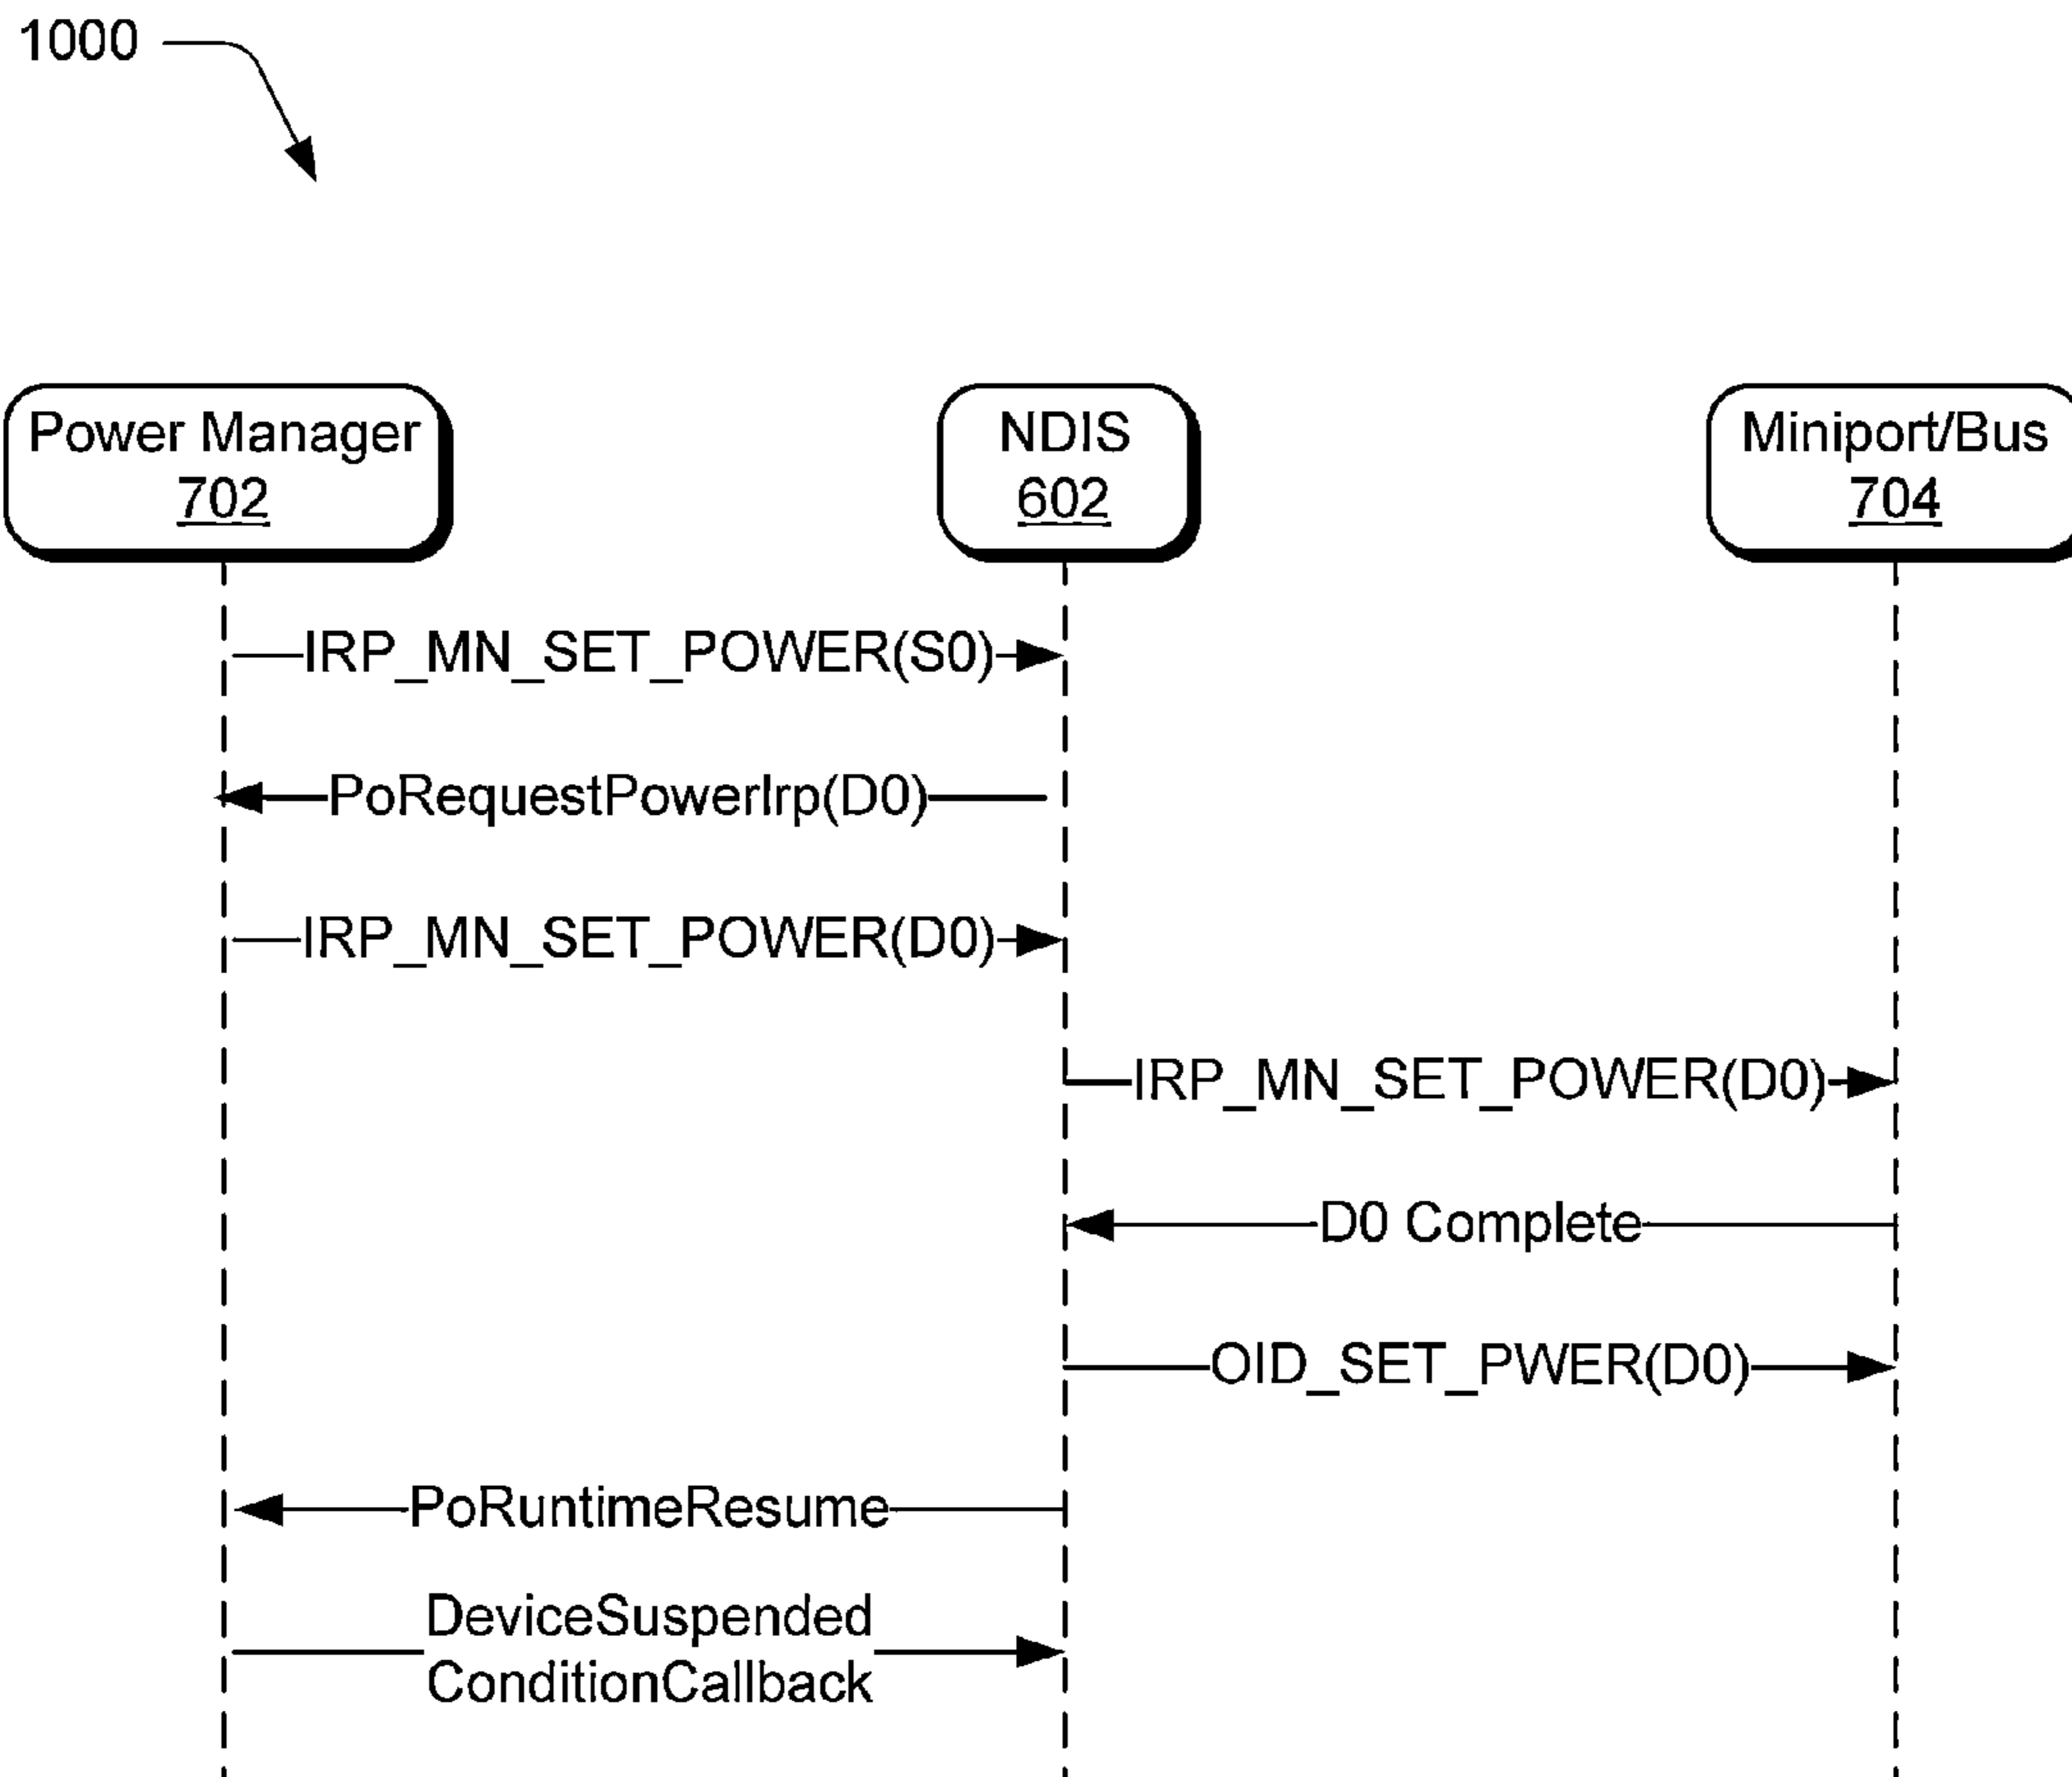 1000
Power Manager
702
NDIS
602
Miniport/Bus
704
IRP_MN_SET_POWER(S0)
PoRequestPowerIrp(D0)
IRP_MN_SET_POWER(D0)
IRP_MN_SET_POWER(D0)
D0 Complete
OID_SET_PWER(D0)
PoRuntimeResume
DeviceSuspended
ConditionCallback